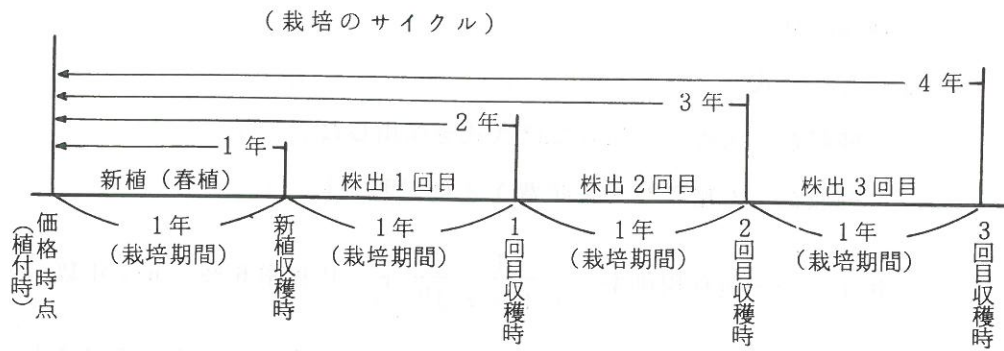 (栽培のサイクル)
4年
3年
2年
1年
新植(春植)
株出1回目
株出2回目
株出3回目
1年
(栽培期間)
1年
(栽培期間)
1年
(栽培期間)
1年
(栽培期間)
価格時点
(植付時)
新植収穫時
1回目収穫時
2回目収穫時
3回目収穫時